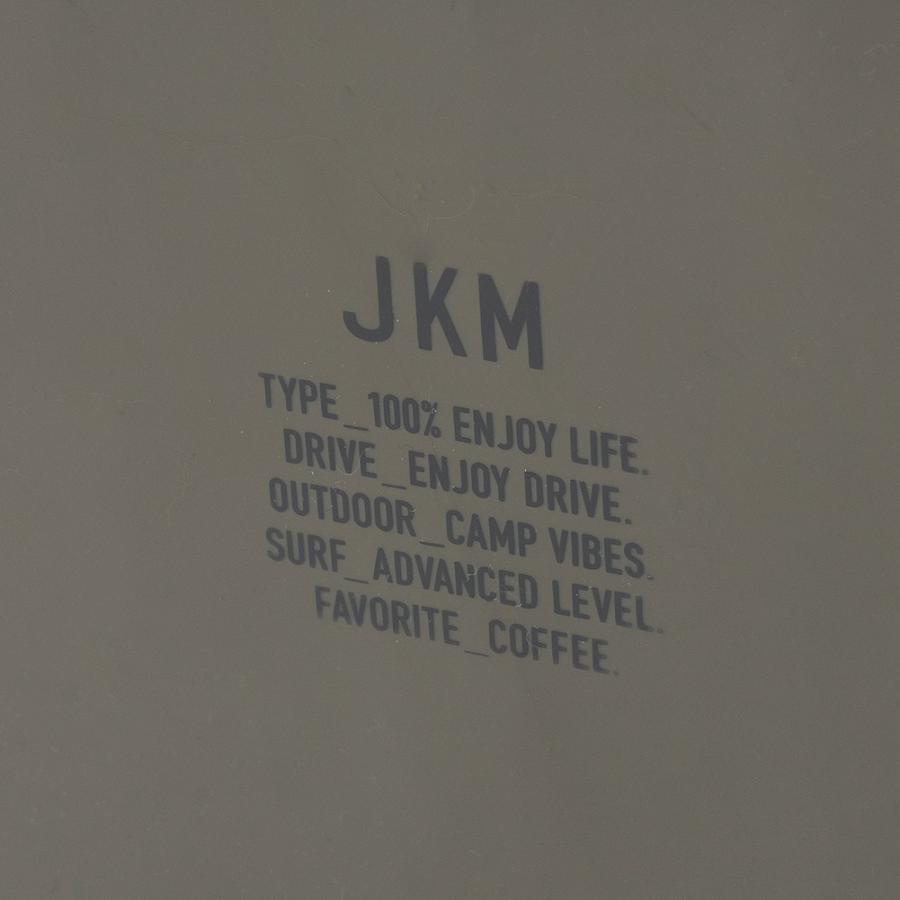 JKM
TYPE_100% ENJOY LIFE.
DRIVE_ENJOY DRIVE.
OUTDOOR_CAMP VIBES.
SURF_ADVANCED LEVEL.
FAVORITE_COFFEE.